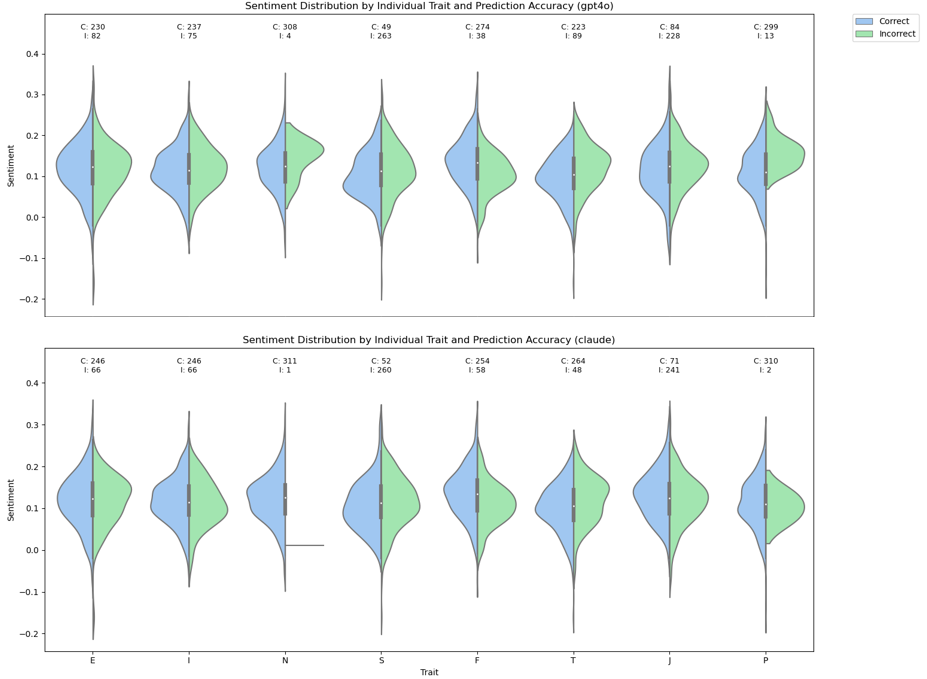 Sentiment Distribution by Individual Trait and Prediction Accuracy (gpt4o)
C: 230 C: 237 C: 308 C: 49 C: 274 C: 223 C: 84 C: 299
I: 82 I: 75 I: 4 I: 263 I: 38 I: 89 I: 228 I: 13
Correct
Incorrect
Sentiment
0.4
0.3
0.2
0.1
0.0
−0.1
−0.2
Sentiment Distribution by Individual Trait and Prediction Accuracy (claude)
C: 246 C: 246 C: 311 C: 52 C: 254 C: 264 C: 71 C: 310
I: 66 I: 66 I: 1 I: 260 I: 58 I: 48 I: 241 I: 2
Sentiment
0.4
0.3
0.2
0.1
0.0
−0.1
−0.2
E I N S F T J P
Trait